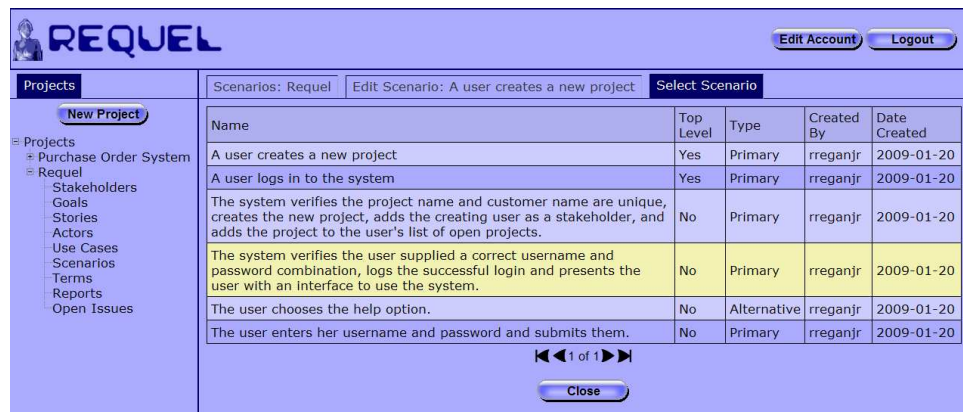 REQUEL
Edit Account
Logout
Projects
Scenarios: Requel
Edit Scenario: A user creates a new project
Select Scenario
New Project
Projects
Purchase Order System
Requel
Stakeholders
Goals
Stories
Actors
Use Cases
Scenarios
Terms
Reports
Open Issues
Name
Top
Level
Type
Created
By
Date
Created
A user creates a new project
Yes
Primary
rreganjr
2009-01-20
A user logs in to the system
Yes
Primary
rreganjr
2009-01-20
The system verifies the project name and customer name are unique,
creates the new project, adds the creating user as a stakeholder, and
adds the project to the user's list of open projects.
No
Primary
rreganjr
2009-01-20
The system verifies the user supplied a correct username and
password combination, logs the successful login and presents the
user with an interface to use the system.
No
Primary
rreganjr
2009-01-20
The user chooses the help option.
No
Alternative
rreganjr
2009-01-20
The user enters her username and password and submits them.
No
Primary
rreganjr
2009-01-20
1 of 1
Close